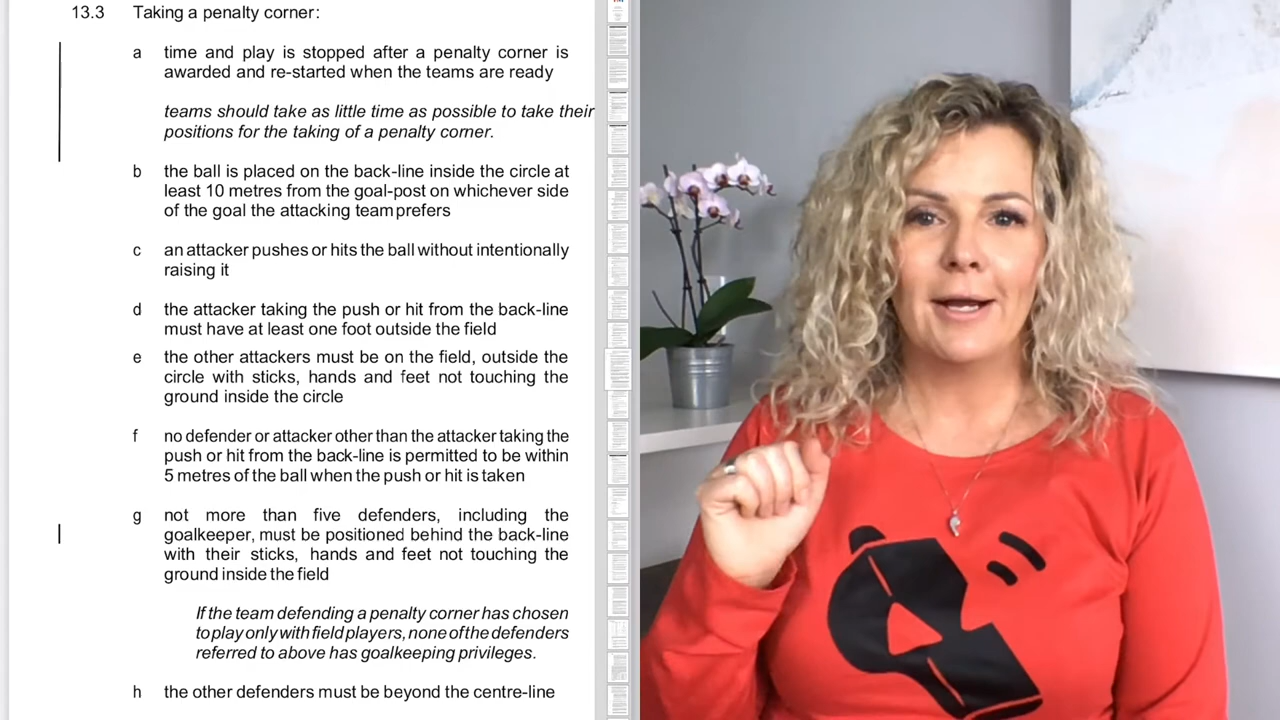 13.3 Taking a penalty corner:
a time and play is stopped after a penalty corner is
awarded and re-started when the teams are ready
Teams should take as little time as possible to take their
positions for the taking of a penalty corner.
b the ball is placed on the back-line inside the circle at
least 10 metres from the goal-post on whichever side
of the goal the attacking team prefers
c an attacker pushes or hits the ball without intentionally
raising it
d the attacker taking the push or hit from the back-line
must have at least one foot outside the field
e the other attackers must be on the field, outside the
circle with sticks, hands and feet not touching the
ground inside the circle
f no defender or attacker other than the attacker taking the
push or hit from the back-line is permitted to be within
5 metres of the ball when the push or hit is taken
g not more than five defenders, including the
goalkeeper, must be positioned behind the back-line
with their sticks, hands and feet not touching the
ground inside the field
If the team defending a penalty corner has chosen
to play only with field players, none of the defenders
referred to above has goalkeeping privileges.
h the other defenders must be beyond the centre-line